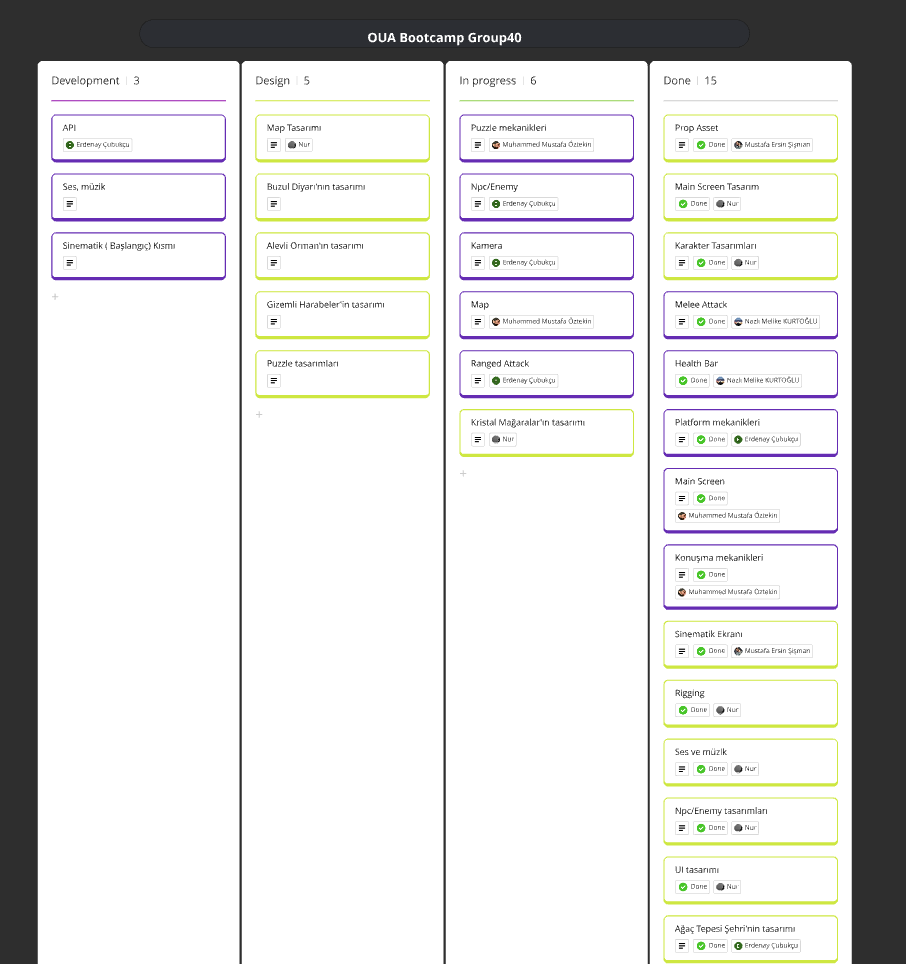 OUA Bootcamp Group40
Development | 3
API
Erdenay Çubukçu
Ses, müzik
Sinematik ( Başlangıç) Kısmı
+
Design | 5
Map Tasarımı
Nur
Buzul Diyarı'nın tasarımı
Alevli Orman'ın tasarımı
Gizemli Harabeler'in tasarımı
Puzzle tasarımları
+
In progress | 6
Puzzle mekanikleri
Muhammed Mustafa Öztekin
Npc/Enemy
Erdenay Çubukçu
Kamera
Erdenay Çubukçu
Map
Muhammed Mustafa Öztekin
Ranged Attack
Erdenay Çubukçu
Kristal Mağaralar'ın tasarımı
Nur
+
Done | 15
Prop Asset
Done Mustafa Ersin Şişman
Main Screen Tasarım
Done Nur
Karakter Tasarımları
Done Nur
Melee Attack
Done Nazlı Melike KURTOĞLU
Health Bar
Done Nazlı Melike KURTOĞLU
Platform mekanikleri
Done Erdenay Çubukçu
Main Screen
Done
Muhammed Mustafa Öztekin
Konuşma mekanikleri
Done
Muhammed Mustafa Öztekin
Sinematik Ekranı
Done Mustafa Ersin Şişman
Rigging
Done Nur
Ses ve müzik
Done Nur
Npc/Enemy tasarımları
Done Nur
UI tasarımı
Done Nur
Ağaç Tepesi Şehri'nin tasarımı
Done Erdenay Çubukçu